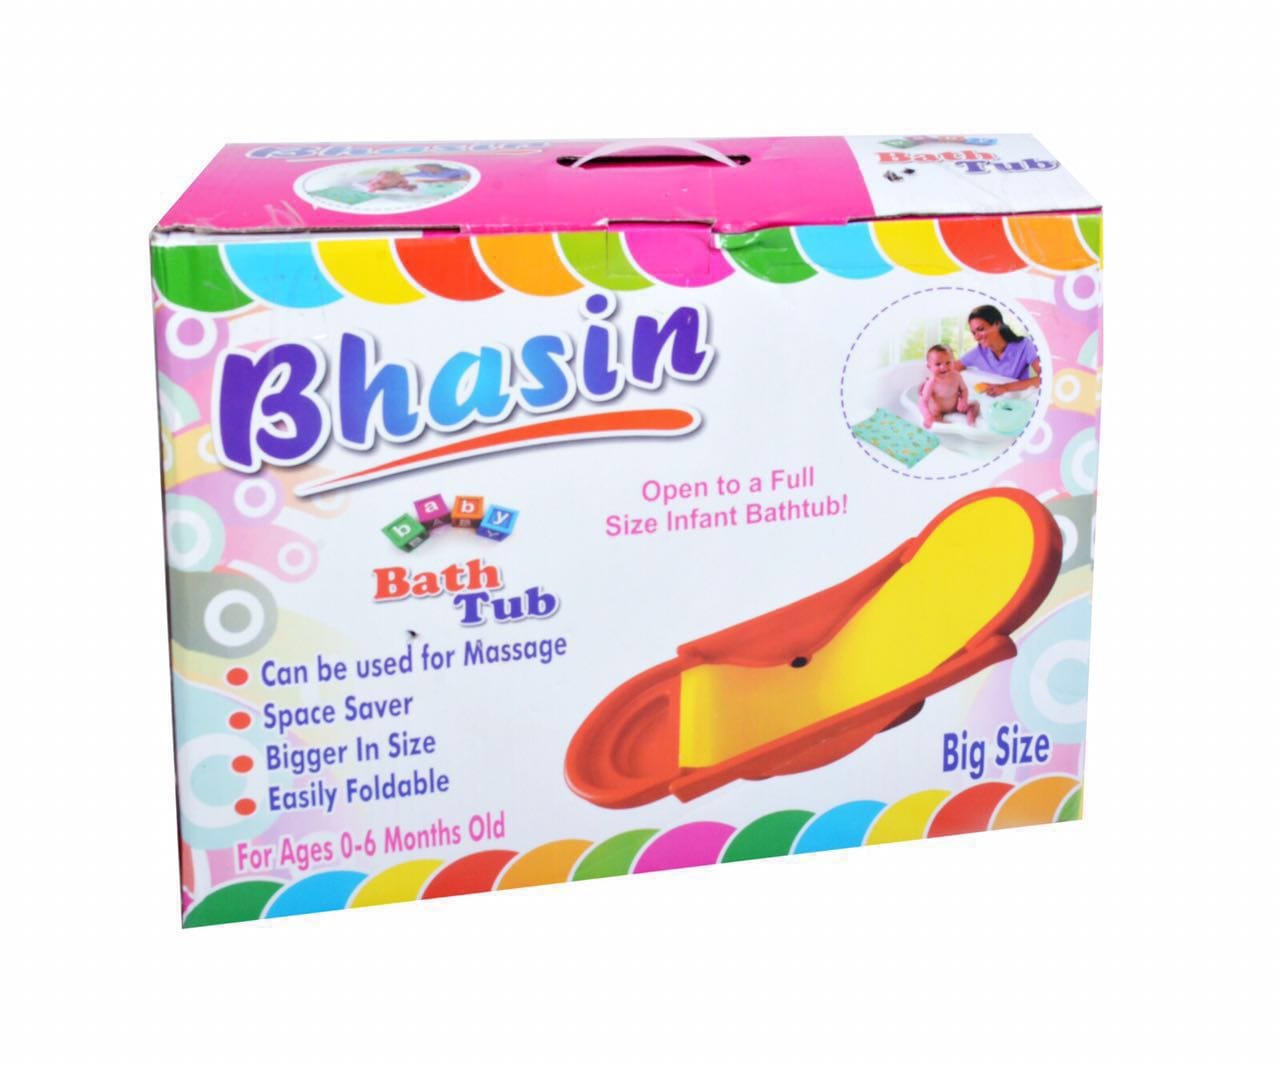 Bhasin
Bath
Tub
Bhasin
baby
Bath
Tub
Open to a Full
Size Infant Bathtub!
Can be used for Massage
Space Saver
Bigger In Size
Easily Foldable
For Ages 0-6 Months Old
Big Size